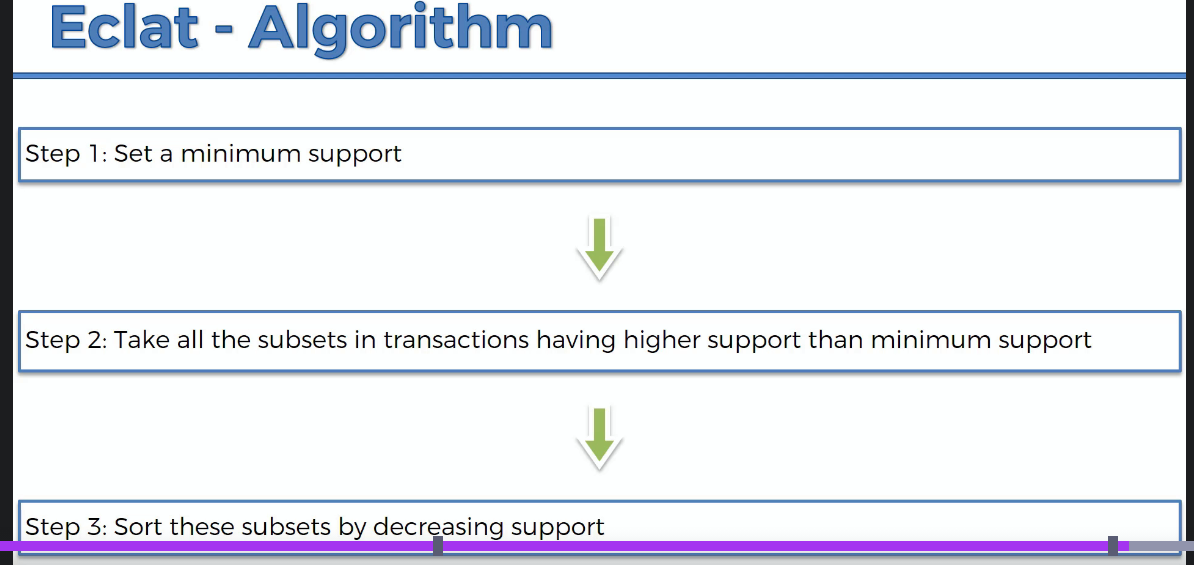 Eclat - Algorithm
Step 1: Set a minimum support
Step 2: Take all the subsets in transactions having higher support than minimum support
Step 3: Sort these subsets by decreasing support